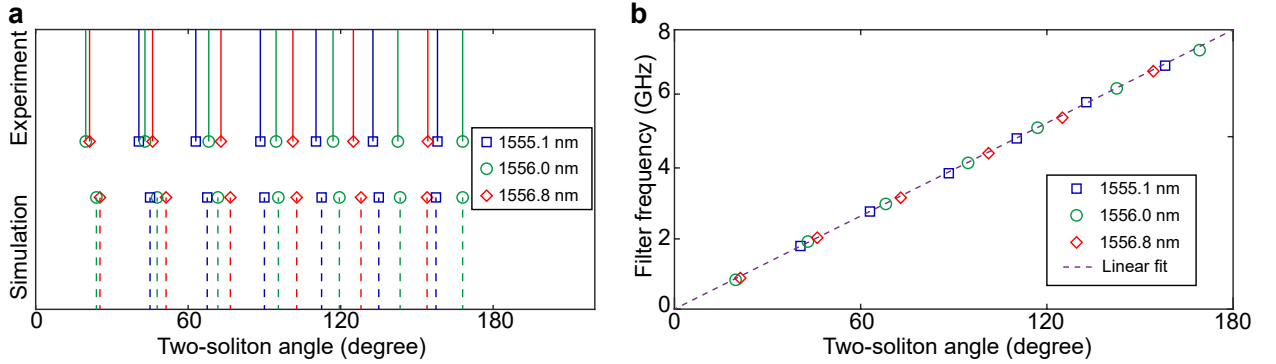 a
Experiment
Simulation
1555.1 nm
1556.0 nm
1556.8 nm
0
60
120
180
Two-soliton angle (degree)
b
Filter frequency (GHz)
8
6
4
2
0
1555.1 nm
1556.0 nm
1556.8 nm
Linear fit
0
60
120
180
Two-soliton angle (degree)